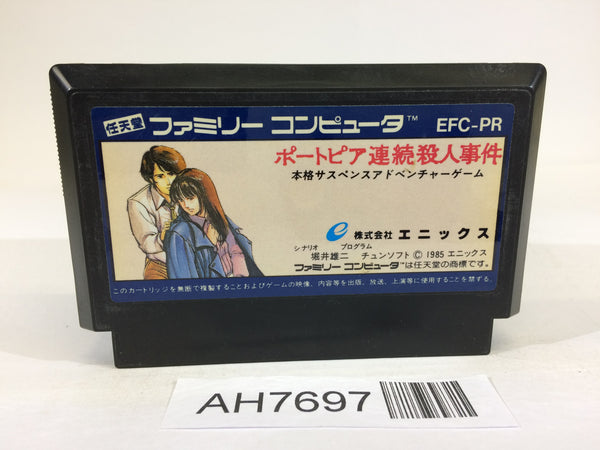 任天堂 ファミリー コンピュータ™ EFC-PR
ポートピア連続殺人事件
本格サスペンスアドベンチャーゲーム
e 株式会社 エニックス
シナリオ プログラム
堀井雄二 チュンソフト © 1985 エニックス
ファミリー コンピュータ™は任天堂の商標です。
このカートリッジを無断で複製することおよびゲームの映像、内容等を出版、放送、上演等に使用することを禁ずる。
AH7697